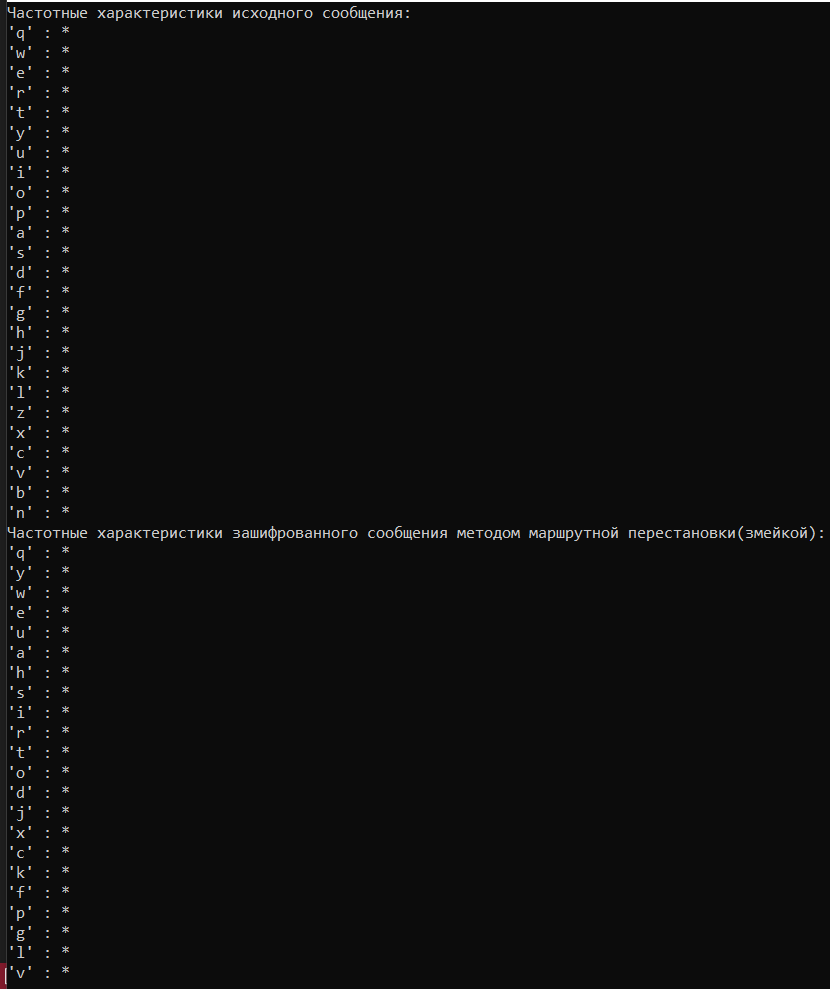 Частотные характеристики исходного сообщения:
'q' : *
'w' : *
'e' : *
'r' : *
't' : *
'y' : *
'u' : *
'i' : *
'o' : *
'p' : *
'a' : *
's' : *
'd' : *
'f' : *
'g' : *
'h' : *
'j' : *
'k' : *
'l' : *
'z' : *
'x' : *
'c' : *
'v' : *
'b' : *
'n' : *
Частотные характеристики зашифрованного сообщения методом маршрутной перестановки(змейкой):
'q' : *
'y' : *
'w' : *
'e' : *
'u' : *
'a' : *
'h' : *
's' : *
'i' : *
'r' : *
't' : *
'o' : *
'd' : *
'j' : *
'x' : *
'c' : *
'k' : *
'f' : *
'p' : *
'g' : *
'l' : *
'v' : *